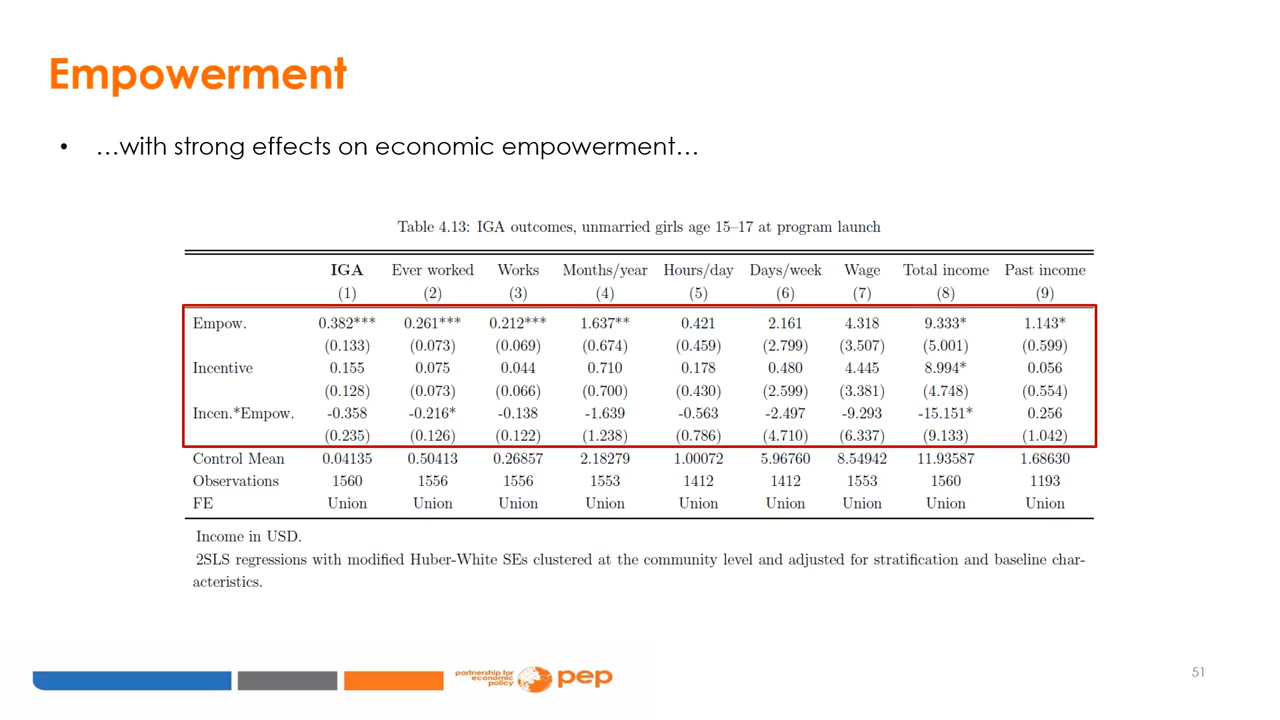 Empowerment
• …with strong effects on economic empowerment…
Table 4.13: IGA outcomes, unmarried girls age 15–17 at program launch
IGA Ever worked Works Months/year Hours/day Days/week Wage Total income Past income
(1) (2) (3) (4) (5) (6) (7) (8) (9)
Empow. 0.382*** 0.261*** 0.212*** 1.637** 0.421 2.161 4.318 9.333* 1.143*
(0.133) (0.073) (0.069) (0.674) (0.459) (2.799) (3.507) (5.001) (0.599)
Incentive 0.155 0.075 0.044 0.710 0.178 0.480 4.445 8.994* 0.056
(0.128) (0.073) (0.066) (0.700) (0.430) (2.599) (3.381) (4.748) (0.554)
Incen.*Empow. -0.358 -0.216* -0.138 -1.639 -0.563 -2.497 -9.293 -15.151* 0.256
(0.235) (0.126) (0.122) (1.238) (0.786) (4.710) (6.337) (9.133) (1.042)
Control Mean 0.04135 0.50413 0.26857 2.18279 1.00072 5.96760 8.54942 11.93587 1.68630
Observations 1560 1556 1556 1553 1412 1412 1553 1560 1193
FE Union Union Union Union Union Union Union Union Union
Income in USD.
2SLS regressions with modified Huber-White SEs clustered at the community level and adjusted for stratification and baseline char-
acteristics.
partnership for
economic
policy
pep
51